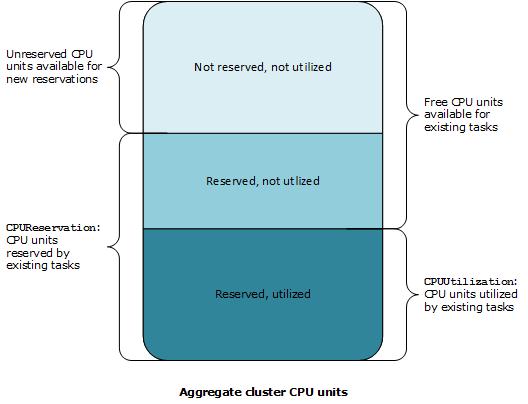 Unreserved CPU
units available for
new reservations
Not reserved, not utilized
Free CPU units
available for
existing tasks
Reserved, not utlized
CPUReservation:
CPU units
reserved by
existing tasks
Reserved, utilized
CPUUtilization:
CPU units utilized
by existing tasks
Aggregate cluster CPU units